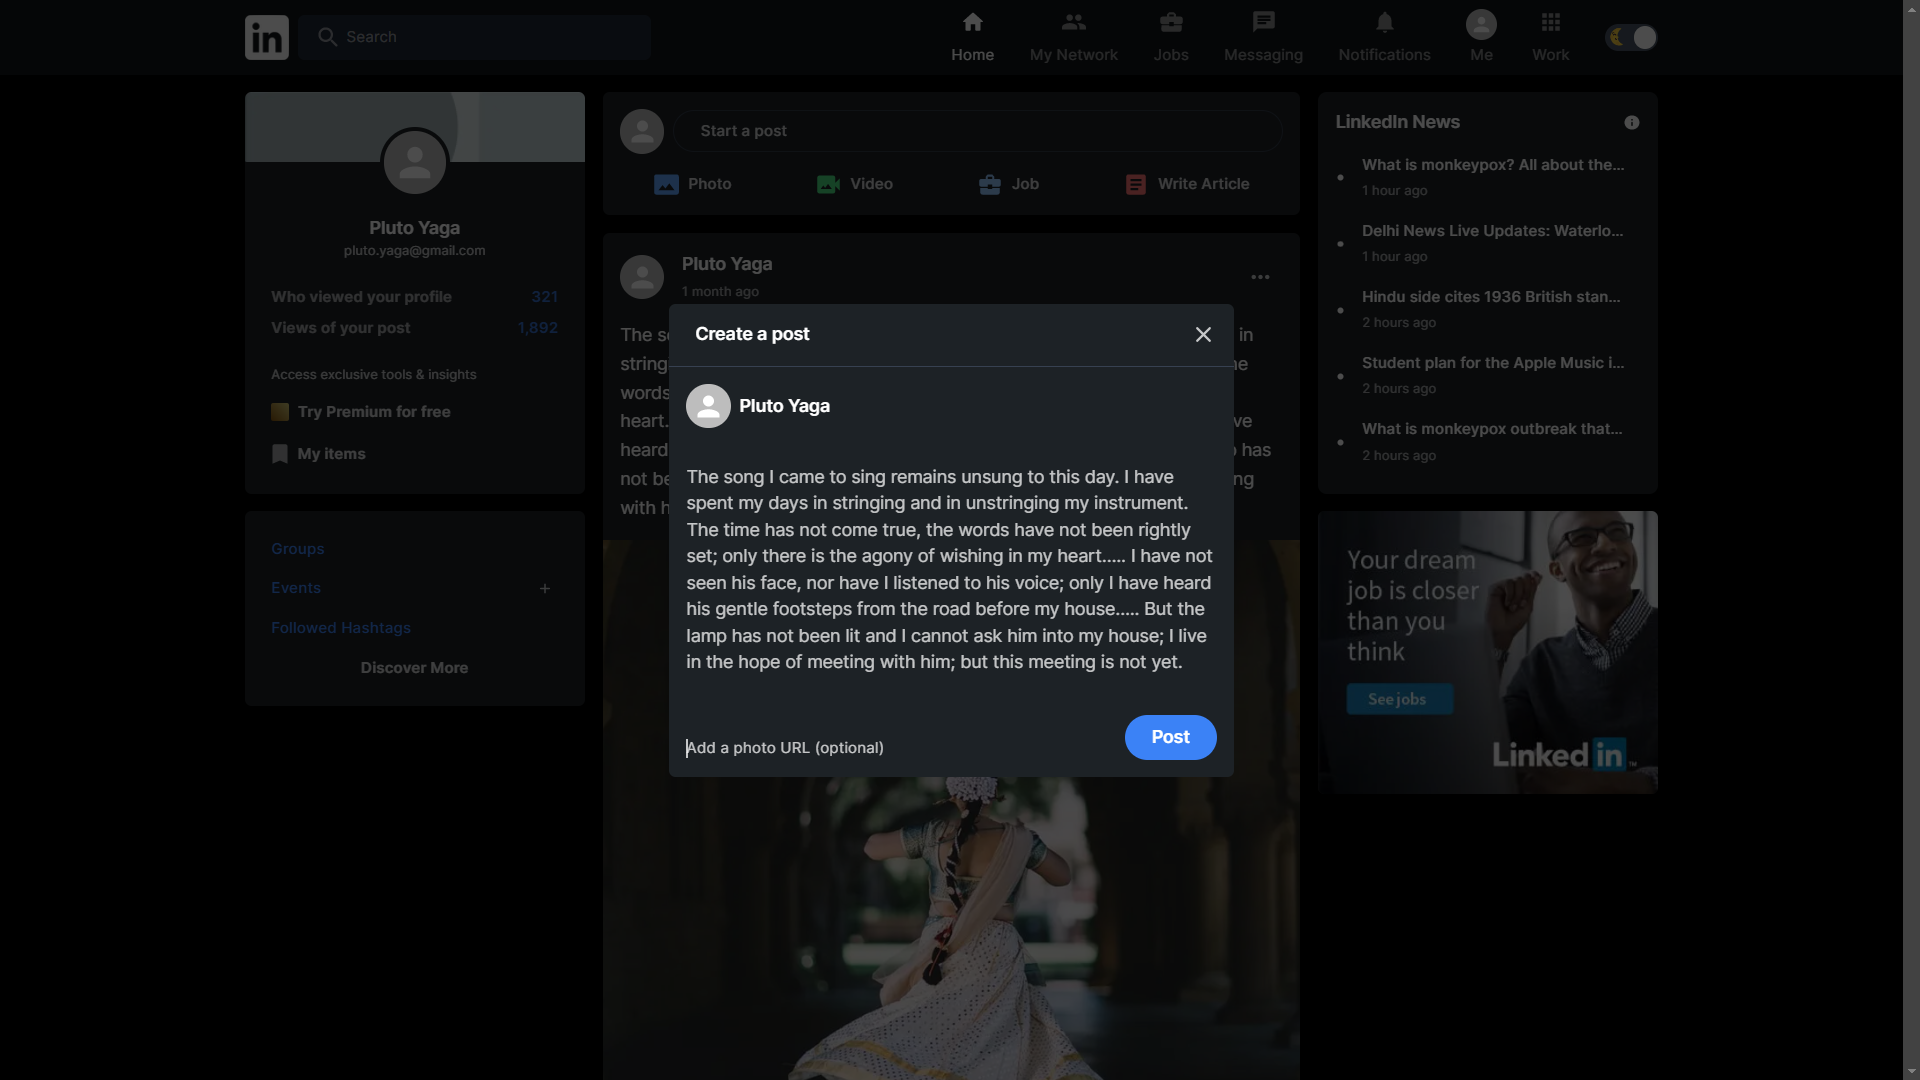 in
Search
Home
My Network
Jobs
Messaging
Notifications
Me
Work
Pluto Yaga
pluto.yaga@gmail.com
Who viewed your profile 321
Views of your post 1,892
Access exclusive tools & insights
Try Premium for free
My items
Groups
Events +
Followed Hashtags
Discover More
Start a post
Photo
Video
Job
Write Article
Pluto Yaga
1 month ago
The s in
string
words
heart. ve
heard has
not be ng
with h
Create a post
Pluto Yaga
The song I came to sing remains unsung to this day. I have
spent my days in stringing and in unstringing my instrument.
The time has not come true, the words have not been rightly
set; only there is the agony of wishing in my heart..... I have not
seen his face, nor have I listened to his voice; only I have heard
his gentle footsteps from the road before my house..... But the
lamp has not been lit and I cannot ask him into my house; I live
in the hope of meeting with him; but this meeting is not yet.
Add a photo URL (optional)
Post
LinkedIn News
What is monkeypox? All about the...
1 hour ago
Delhi News Live Updates: Waterlo...
1 hour ago
Hindu side cites 1936 British stan...
2 hours ago
Student plan for the Apple Music i...
2 hours ago
What is monkeypox outbreak that...
2 hours ago
Your dream
job is closer
than you
think
See jobs
Linked in